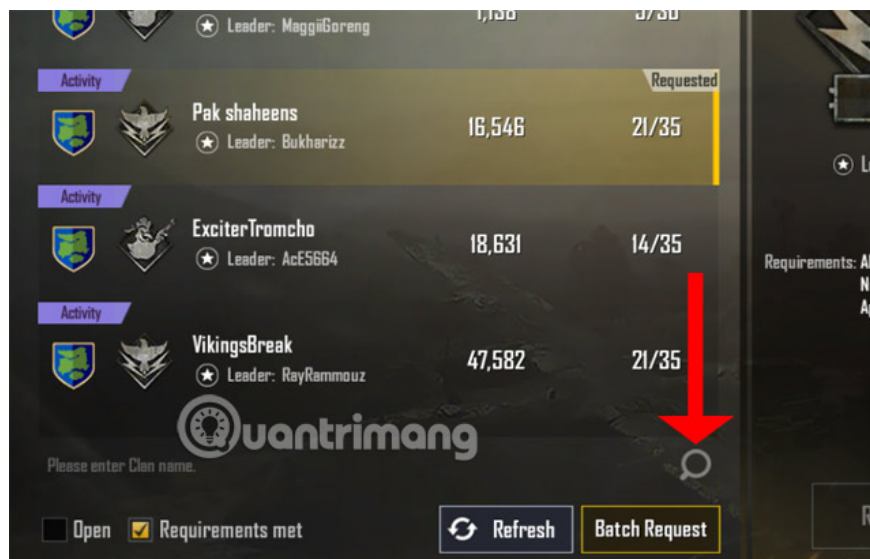 Leader: MaggiiGoreng
Activity
Requested
Pak shaheens
16,546
21/35
Leader: Bukharizz
Activity
ExciterTromcho
18,631
14/35
Leader: AcE5664
Requirements:
Activity
VikingsBreak
47,582
21/35
Leader: RayRammouz
Quantrimang
Please enter Clan name.
Open
Requirements met
Refresh
Batch Request